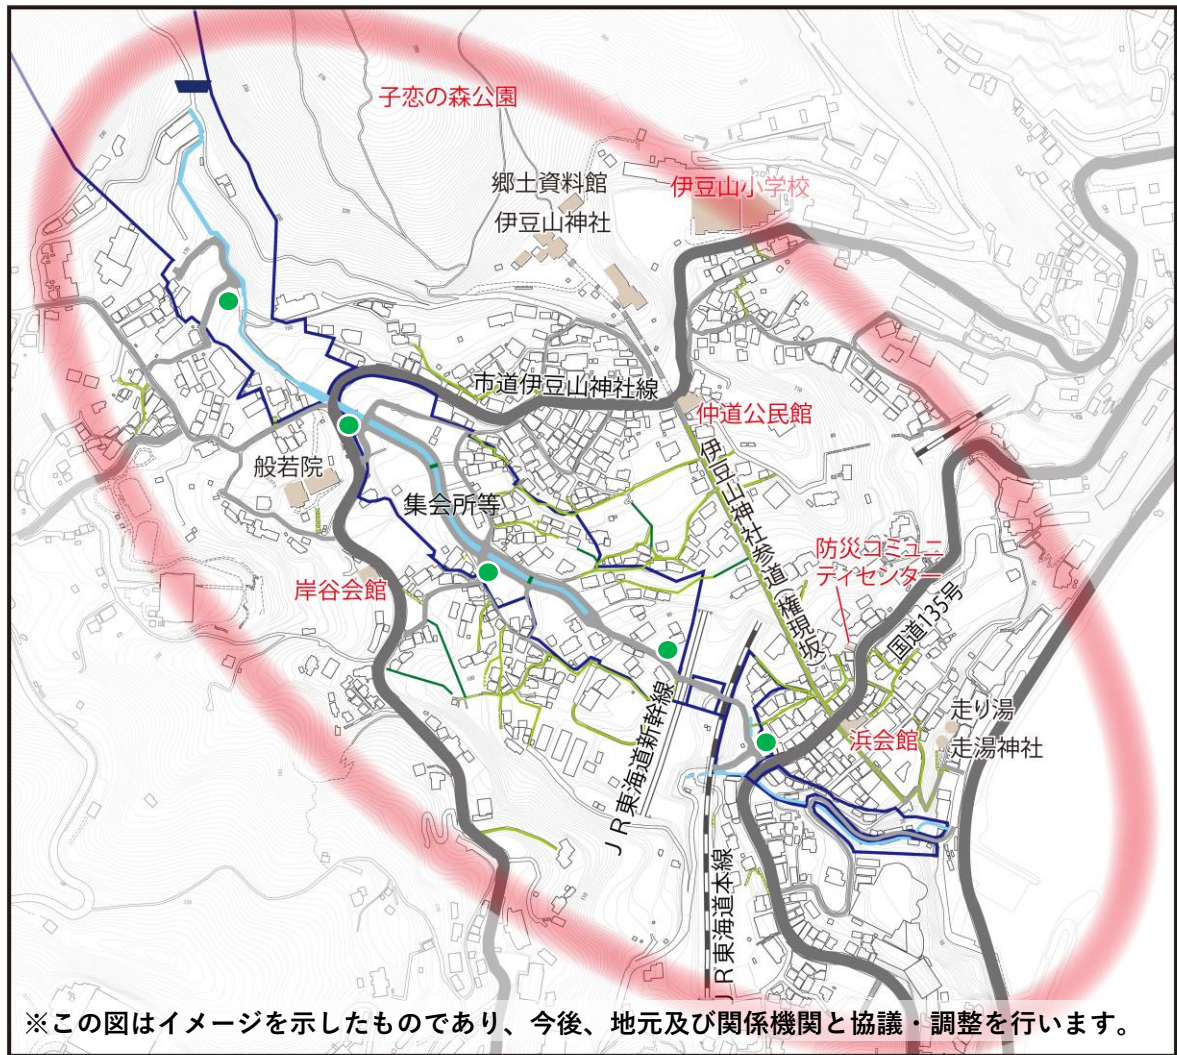 子恋の森公園
郷土資料館
伊豆山神社
伊豆山小学校
市道伊豆山神社線
仲道公民館
般若院
集会所等
伊豆山神社参道(権現坂)
防災コミュニ
ティセンター
岸谷会館
国道135号
走り湯
走湯神社
浜会館
JR東海道新幹線
JR東海道本線
※この図はイメージを示したものであり、今後、地元及び関係機関と協議・調整を行います。